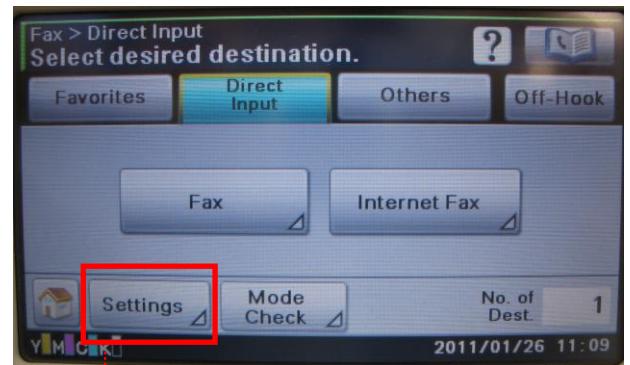 Fax > Direct Input
Select desired destination.
?
Favorites
Direct
Input
Others
Off-Hook
Fax
Internet Fax
Settings
Mode
Check
No. of
Dest.
1
Y M C K
2011/01/26 11:09